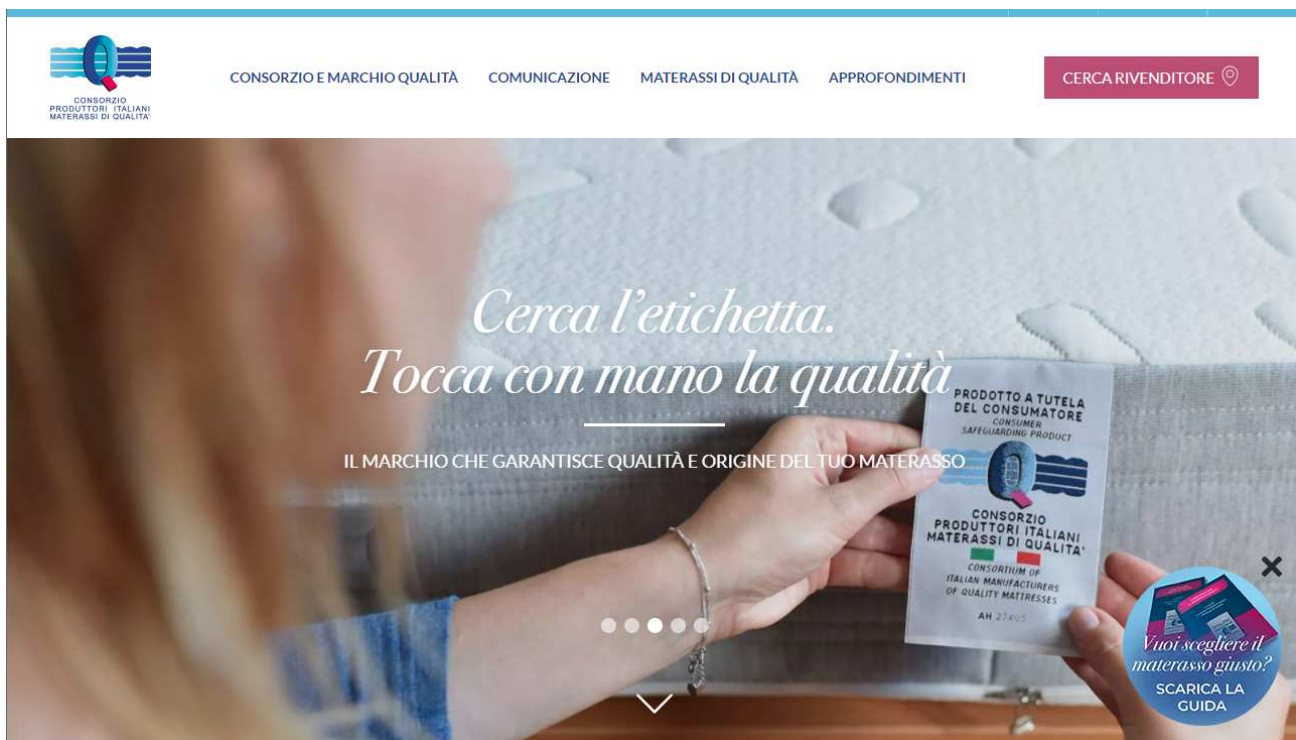 CONSORZIO
PRODUTTORI ITALIANI
MATERASSI DI QUALITA'
CONSORZIO E MARCHIO QUALITÀ
COMUNICAZIONE
MATERASSI DI QUALITÀ
APPROFONDIMENTI
CERCA RIVENDITORE
Cerca l'etichetta.
Tocca con mano la qualità
IL MARCHIO CHE GARANTISCE QUALITÀ E ORIGINE DEL TUO MATERASSO
PRODOTTO A TUTELA
DEL CONSUMATORE
CONSUMER
SAFEGUARDING PRODUCT
CONSORZIO
PRODUTTORI ITALIANI
MATERASSI DI QUALITA'
CONSORTIUM OF
ITALIAN MANUFACTURERS
OF QUALITY MATTRESSES
AH 27405
Vuoi scegliere il
materasso giusto?
SCARICA LA
GUIDA